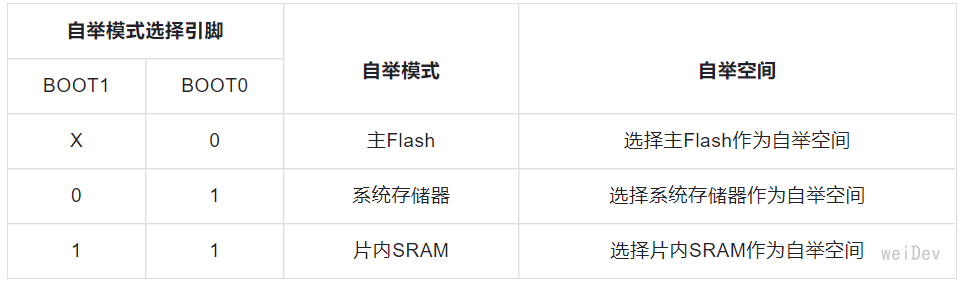 自举模式选择引脚 自举模式 自举空间
BOOT1 BOOT0
X 0 主Flash 选择主Flash作为自举空间
0 1 系统存储器 选择系统存储器作为自举空间
1 1 片内SRAM 选择片内SRAM作为自举空间
weiDev